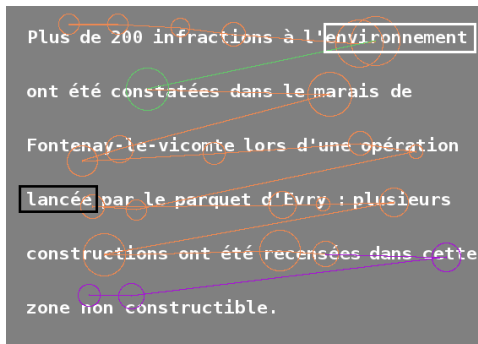 Plus de 200 infractions à l'environnement
ont été constatées dans le marais de
Fontenay-le-vicomte lors d'une opération
lancée par le parquet d'Evry : plusieurs
constructions ont été recensées dans cette
zone non constructible.